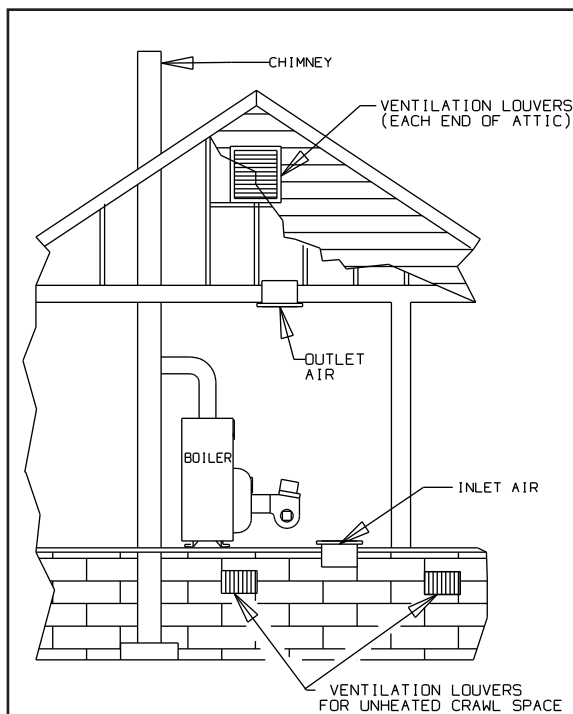 CHIMNEY
VENTILATION LOUVERS
(EACH END OF ATTIC)
OUTLET
AIR
BOILER
INLET AIR
VENTILATION LOUVERS
FOR UNHEATED CRAWL SPACE